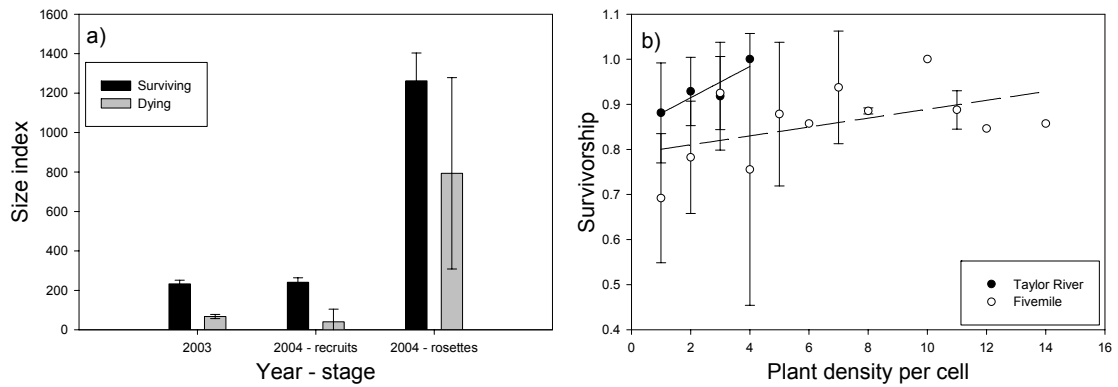 a)
Size index
1600
1400
1200
1000
800
600
400
200
0
Surviving
Dying
2003
2004 - recruits
2004 - rosettes
Year - stage
b)
Survivorship
1.1
1.0
0.9
0.8
0.7
0.6
0.5
0.4
Taylor River
Fivemile
0 2 4 6 8 10 12 14 16
Plant density per cell